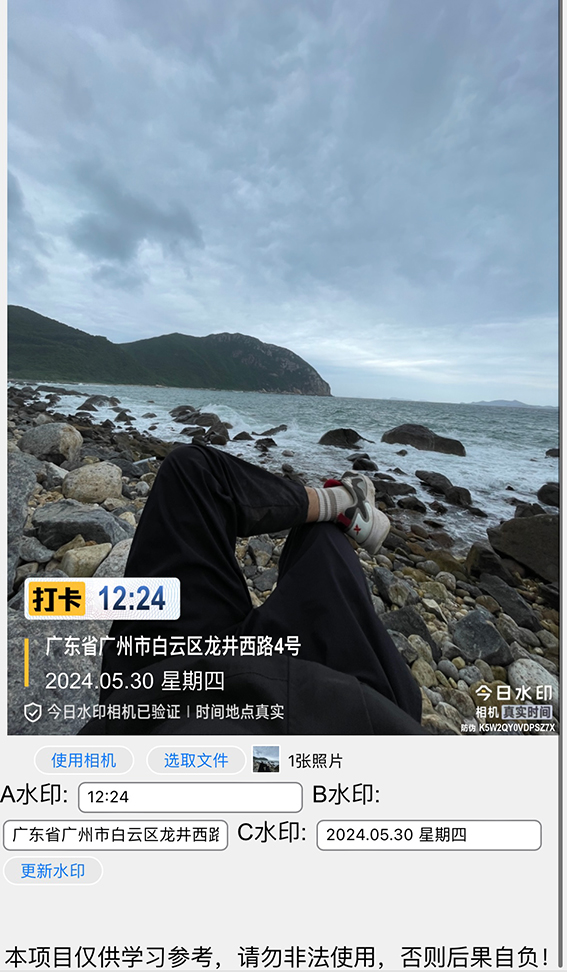 打卡 12:24
广东省广州市白云区龙井西路4号
2024.05.30 星期四
今日水印相机已验证 | 时间地点真实
今日水印
相机 真实时间
防伪 K5W2QY0VDPSZ7X
使用相机 选取文件 1张照片
A水印: 12:24 B水印:
广东省广州市白云区龙井西路 C水印: 2024.05.30 星期四
更新水印
本项目仅供学习参考，请勿非法使用，否则后果自负！